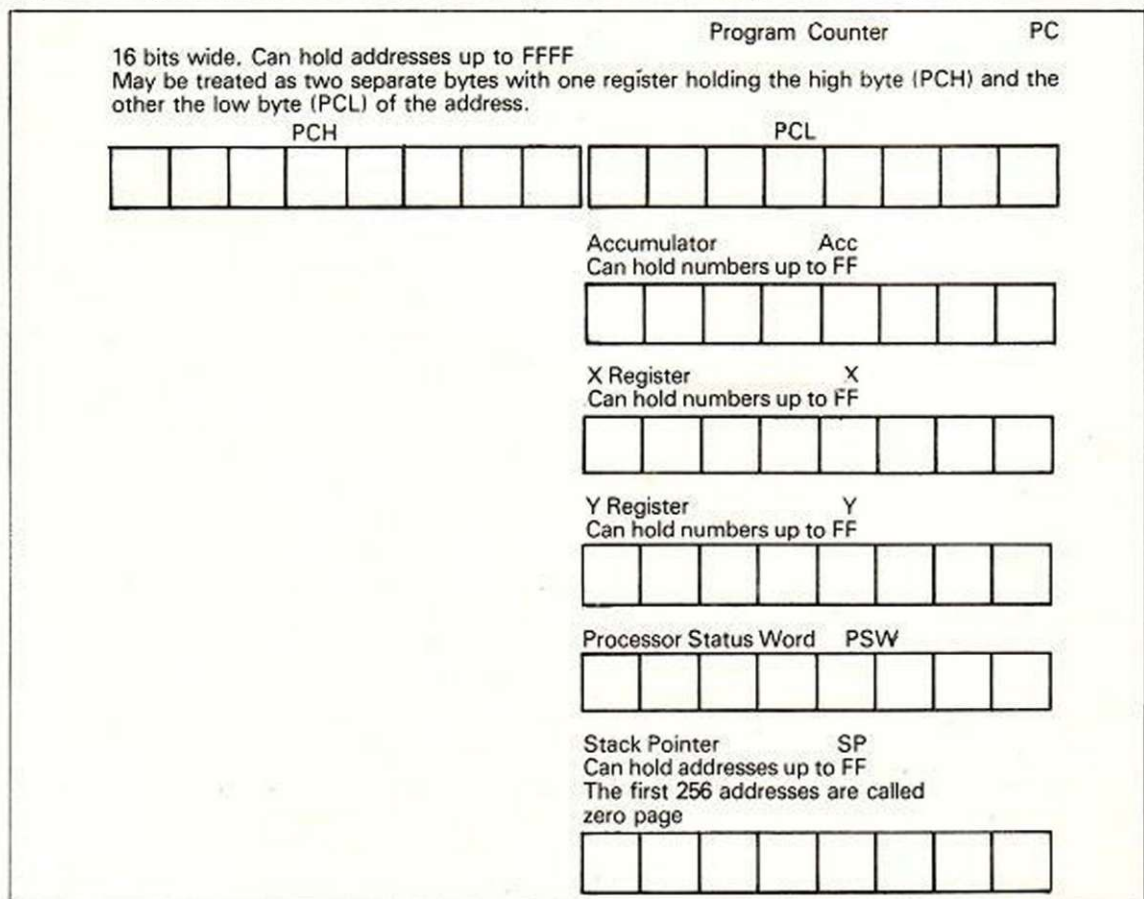 Program Counter PC
16 bits wide. Can hold addresses up to FFFF
May be treated as two separate bytes with one register holding the high byte (PCH) and the
other the low byte (PCL) of the address.
PCH PCL
Accumulator Acc
Can hold numbers up to FF
X Register X
Can hold numbers up to FF
Y Register Y
Can hold numbers up to FF
Processor Status Word PSW
Stack Pointer SP
Can hold addresses up to FF
The first 256 addresses are called
zero page